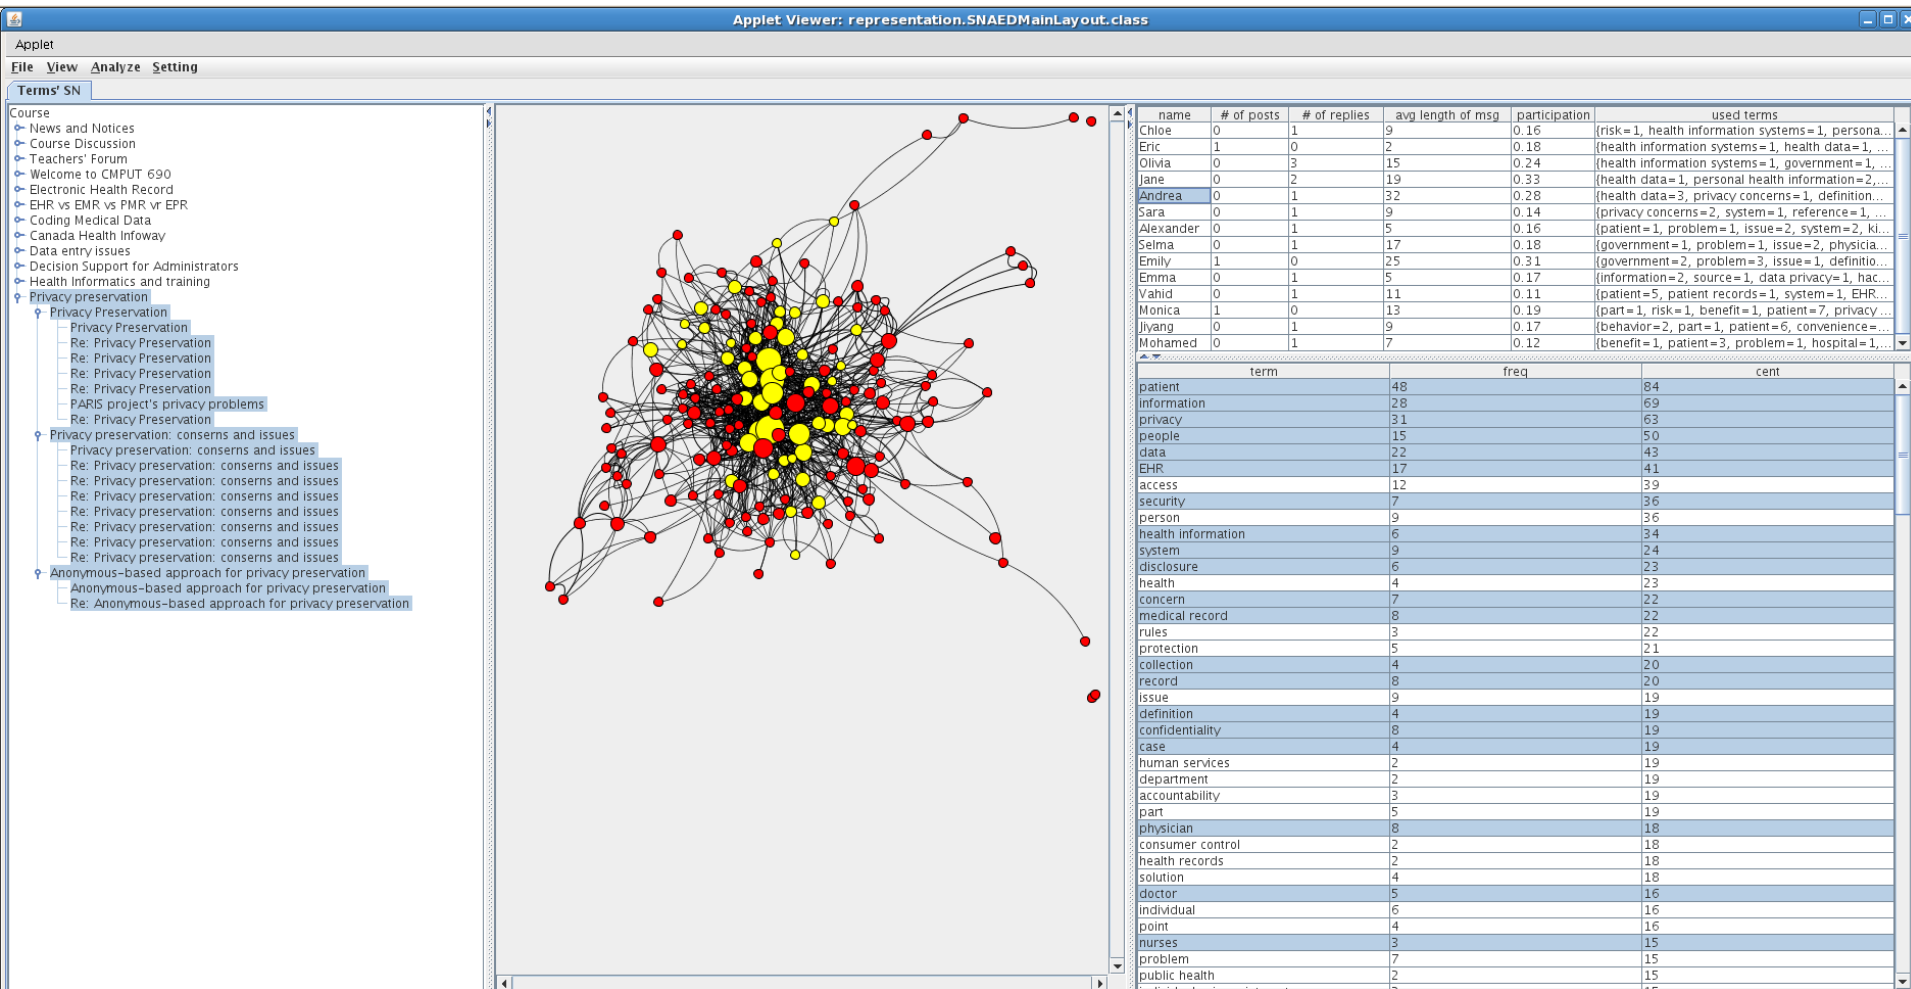 Applet Viewer: representation.SNAEDMainLayout.class
Applet
File View Analyze Setting
Terms' SN
Course
News and Notices
Course Discussion
Teachers' Forum
Welcome to CMPUT 690
Electronic Health Record
EHR vs EMR vs PMR vr EPR
Coding Medical Data
Canada Health Infoway
Data entry issues
Decision Support for Administrators
Health Informatics and training
Privacy preservation
Privacy Preservation
Privacy Preservation
Re: Privacy Preservation
Re: Privacy Preservation
Re: Privacy Preservation
Re: Privacy Preservation
PARIS project's privacy problems
Re: Privacy Preservation
Privacy preservation: conserns and issues
Privacy preservation: conserns and issues
Re: Privacy preservation: conserns and issues
Re: Privacy preservation: conserns and issues
Re: Privacy preservation: conserns and issues
Re: Privacy preservation: conserns and issues
Re: Privacy preservation: conserns and issues
Re: Privacy preservation: conserns and issues
Re: Privacy preservation: conserns and issues
Anonymous-based approach for privacy preservation
Anonymous-based approach for privacy preservation
Re: Anonymous-based approach for privacy preservation
name # of posts # of replies avg length of msg participation used terms
Chloe 0 1 9 0.16 {risk=1, health information systems=1, persona...
Eric 1 0 2 0.18 {health information systems=1, health data=1, ...
Olivia 0 3 15 0.24 {health information systems=1, government=1, ...
Jane 0 2 19 0.33 {health data=1, personal health information=2,...
Andrea 0 1 32 0.28 {health data=3, privacy concerns=1, definition...
Sara 0 1 9 0.14 {privacy concerns=2, system=1, reference=1, ...
Alexander 0 1 5 0.16 {patient=1, problem=1, issue=2, system=2, ki...
Selma 0 1 17 0.18 {government=1, problem=1, issue=2, physicia...
Emily 1 0 25 0.31 {government=2, problem=3, issue=1, definitio...
Emma 0 1 5 0.17 {information=2, source=1, data privacy=1, hac...
Vahid 0 1 11 0.11 {patient=5, patient records=1, system=1, EHR...
Monica 1 0 13 0.19 {part=1, risk=1, benefit=1, patient=7, privacy ...
Jiyang 0 1 9 0.17 {behavior=2, part=1, patient=6, convenience=...
Mohamed 0 1 7 0.12 {benefit=1, patient=3, problem=1, hospital=1,...
term freq cent
patient 48 84
information 28 69
privacy 31 63
people 15 50
data 22 43
EHR 17 41
access 12 39
security 7 36
person 9 36
health information 6 34
system 9 24
disclosure 6 23
health 4 23
concern 7 22
medical record 8 22
rules 3 22
protection 5 21
collection 4 20
record 8 20
issue 9 19
definition 4 19
confidentiality 8 19
case 4 19
human services 2 19
department 2 19
accountability 3 19
part 5 19
physician 8 18
consumer control 2 18
health records 2 18
solution 4 18
doctor 5 16
individual 6 16
point 4 16
nurses 3 15
problem 7 15
public health 2 15